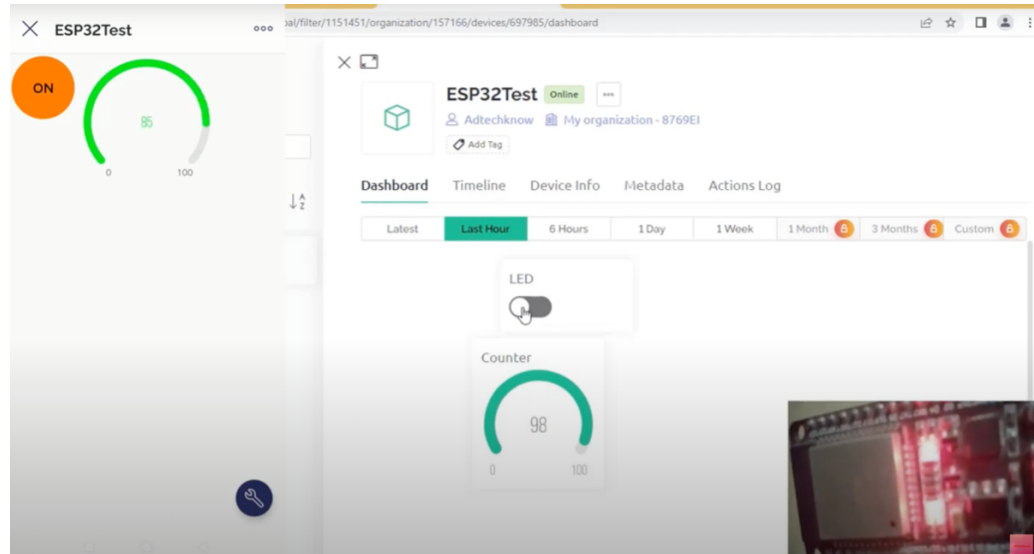 ESP32Test
ON
85
0 100
oal/filter/1151451/organization/157166/devices/697985/dashboard
A
Z
ESP32Test Online
Adtechknow My organization - 8769EI
Add Tag
Dashboard Timeline Device Info Metadata Actions Log
Latest Last Hour 6 Hours 1 Day 1 Week 1 Month 3 Months Custom
LED
Counter
98
0 100